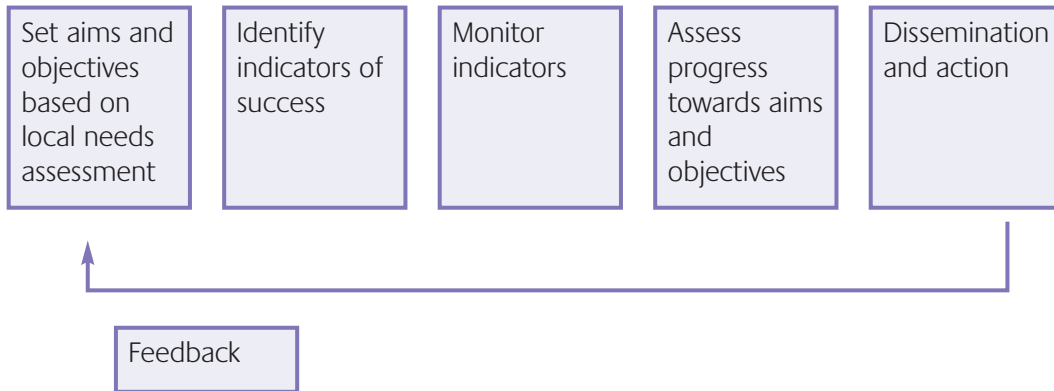 Set aims and
objectives
based on
local needs
assessment
Identify
indicators of
success
Monitor
indicators
Assess
progress
towards aims
and
objectives
Dissemination
and action
Feedback